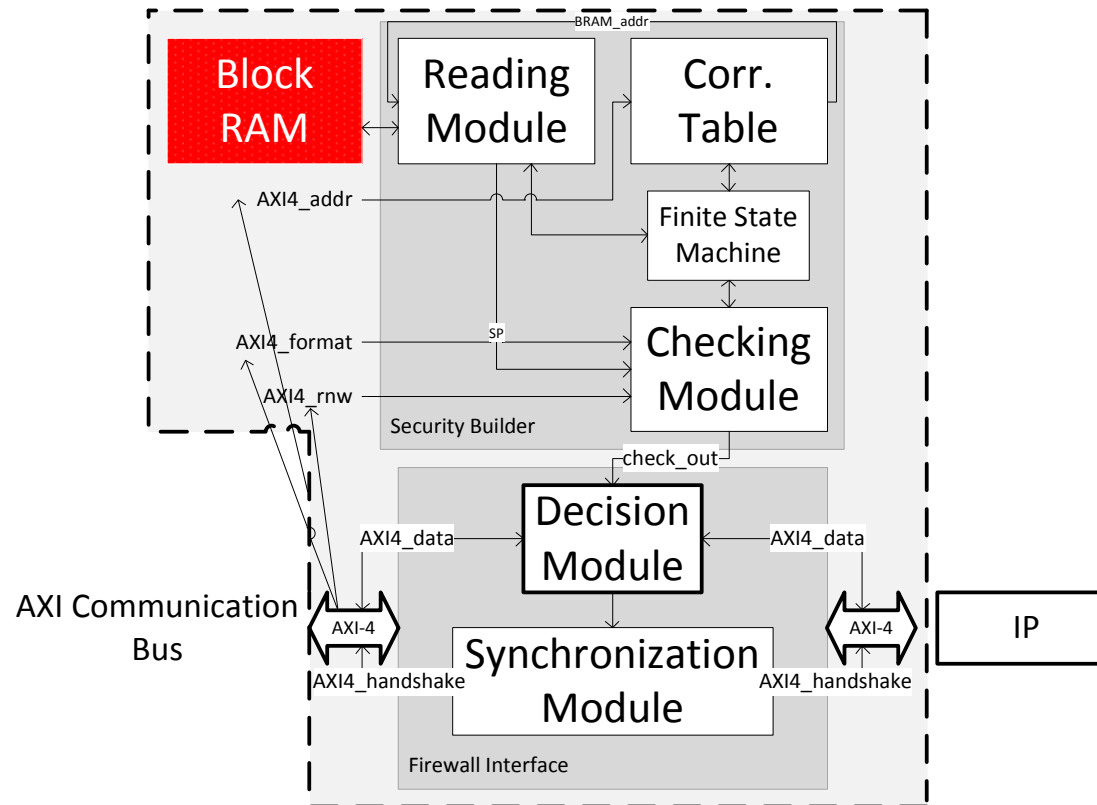 BRAM_addr
Block
RAM
Reading
Module
Corr.
Table
AXI4_addr
Finite State
Machine
SP
AXI4_format
Checking
Module
AXI4_rnw
Security Builder
check_out
Decision
Module
AXI4_data
AXI4_data
AXI Communication
Bus
AXI-4
AXI-4
IP
Synchronization
Module
AXI4_handshake
AXI4_handshake
Firewall Interface